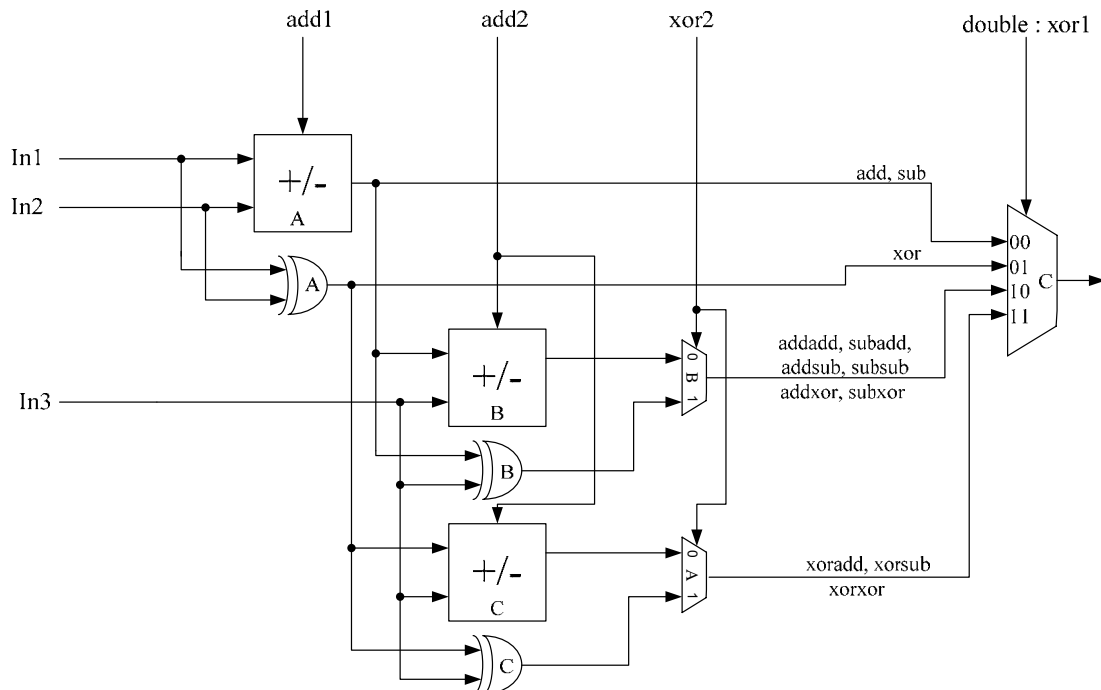 add1
add2
xor2
double : xor1
In1
In2
+/-
A
add, sub
A
xor
00
01
10
11
C
+/-
B
0
B
1
addadd, subadd,
addsub, subsub
addxor, subxor
In3
B
+/-
C
0
A
1
xoradd, xorsub
xorxor
C